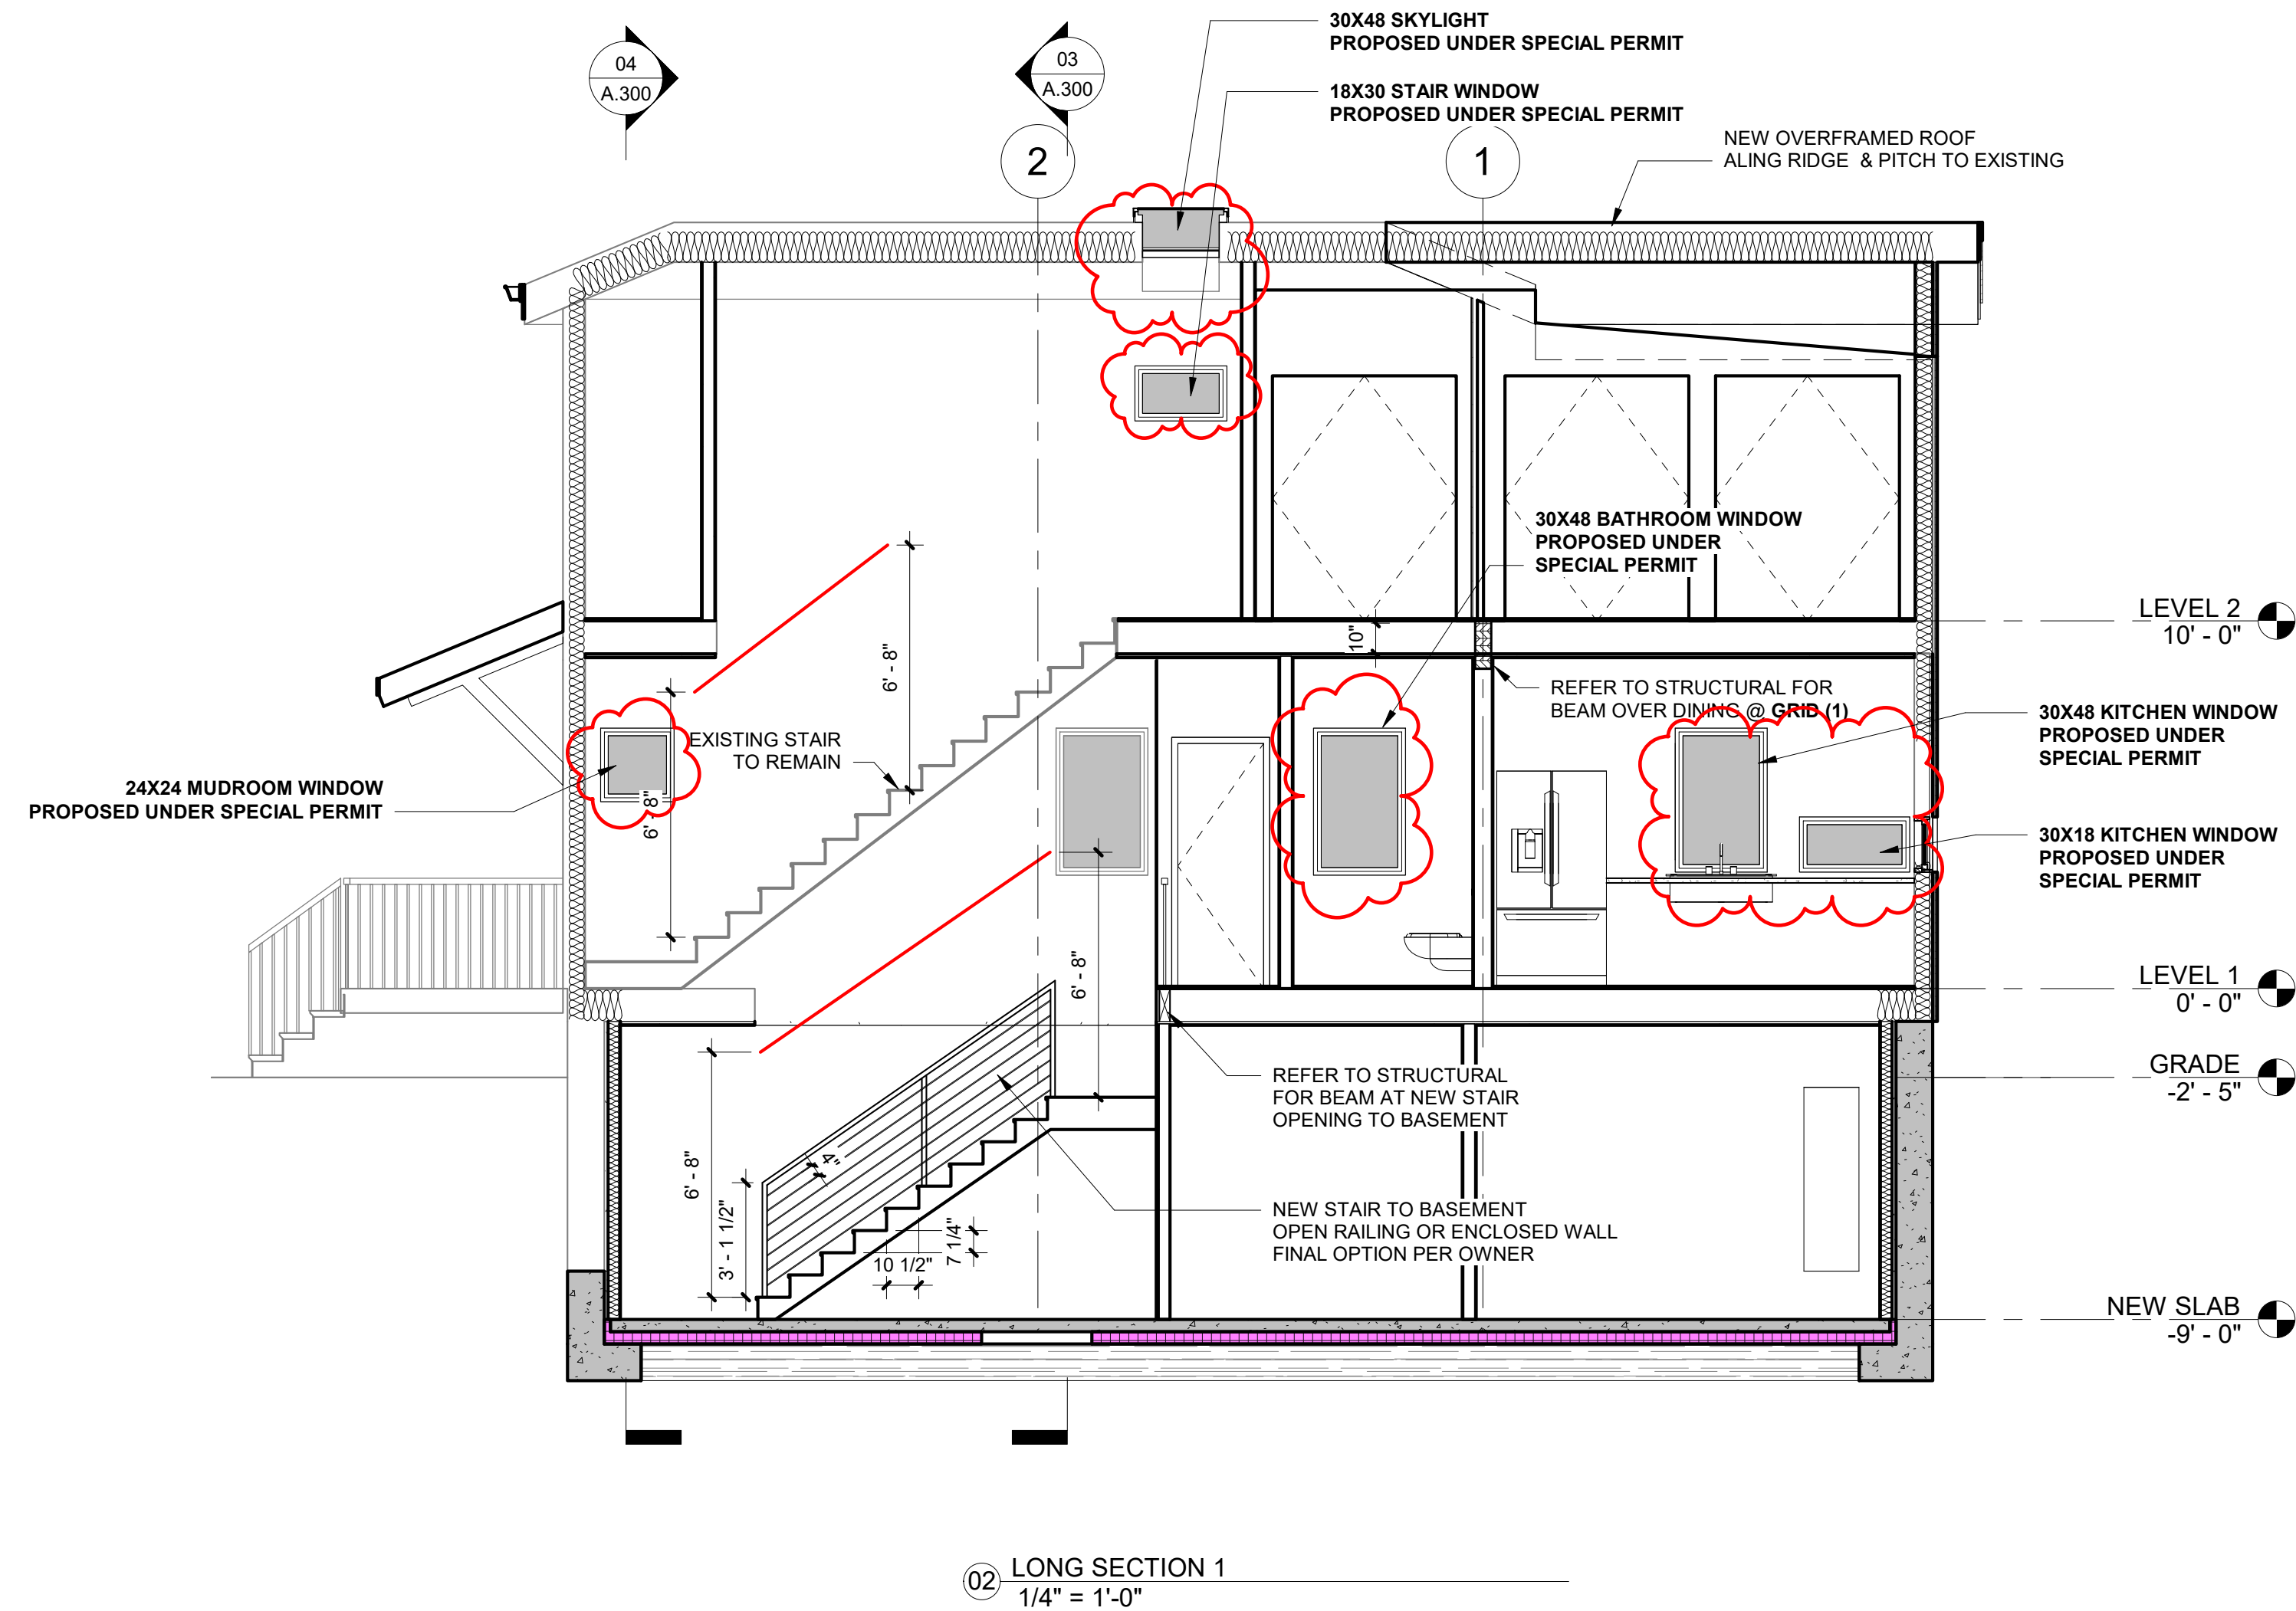 30X48 SKYLIGHT
PROPOSED UNDER SPECIAL PERMIT
04
A.300
03
A.300
18X30 STAIR WINDOW
PROPOSED UNDER SPECIAL PERMIT
2
1
NEW OVERFRAMED ROOF
ALING RIDGE & PITCH TO EXISTING
30X48 BATHROOM WINDOW
PROPOSED UNDER
SPECIAL PERMIT
LEVEL 2
10' - 0"
10"
6' - 8"
REFER TO STRUCTURAL FOR
BEAM OVER DINING @ GRID (1)
30X48 KITCHEN WINDOW
PROPOSED UNDER
SPECIAL PERMIT
EXISTING STAIR
TO REMAIN
24X24 MUDROOM WINDOW
PROPOSED UNDER SPECIAL PERMIT
6' - 8"
30X18 KITCHEN WINDOW
PROPOSED UNDER
SPECIAL PERMIT
6' - 8"
LEVEL 1
0' - 0"
GRADE
-2' - 5"
REFER TO STRUCTURAL
FOR BEAM AT NEW STAIR
OPENING TO BASEMENT
4"
6' - 8"
3' - 1 1/2"
NEW STAIR TO BASEMENT
OPEN RAILING OR ENCLOSED WALL
FINAL OPTION PER OWNER
10 1/2"
7 1/4"
NEW SLAB
-9' - 0"
02
LONG SECTION 1
1/4" = 1'-0"